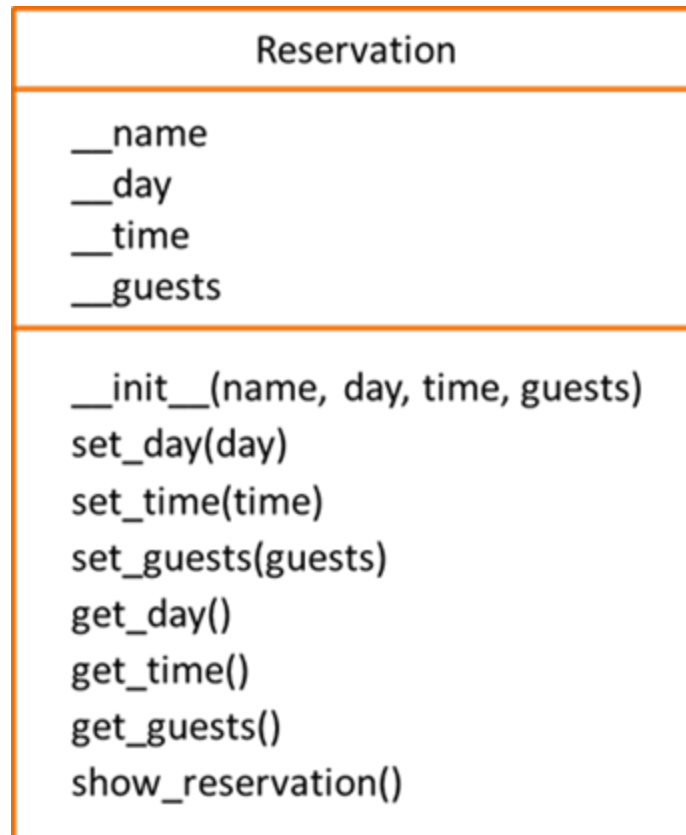 Reservation
__name
__day
__time
__guests
__init__(name, day, time, guests)
set_day(day)
set_time(time)
set_guests(guests)
get_day()
get_time()
get_guests()
show_reservation()